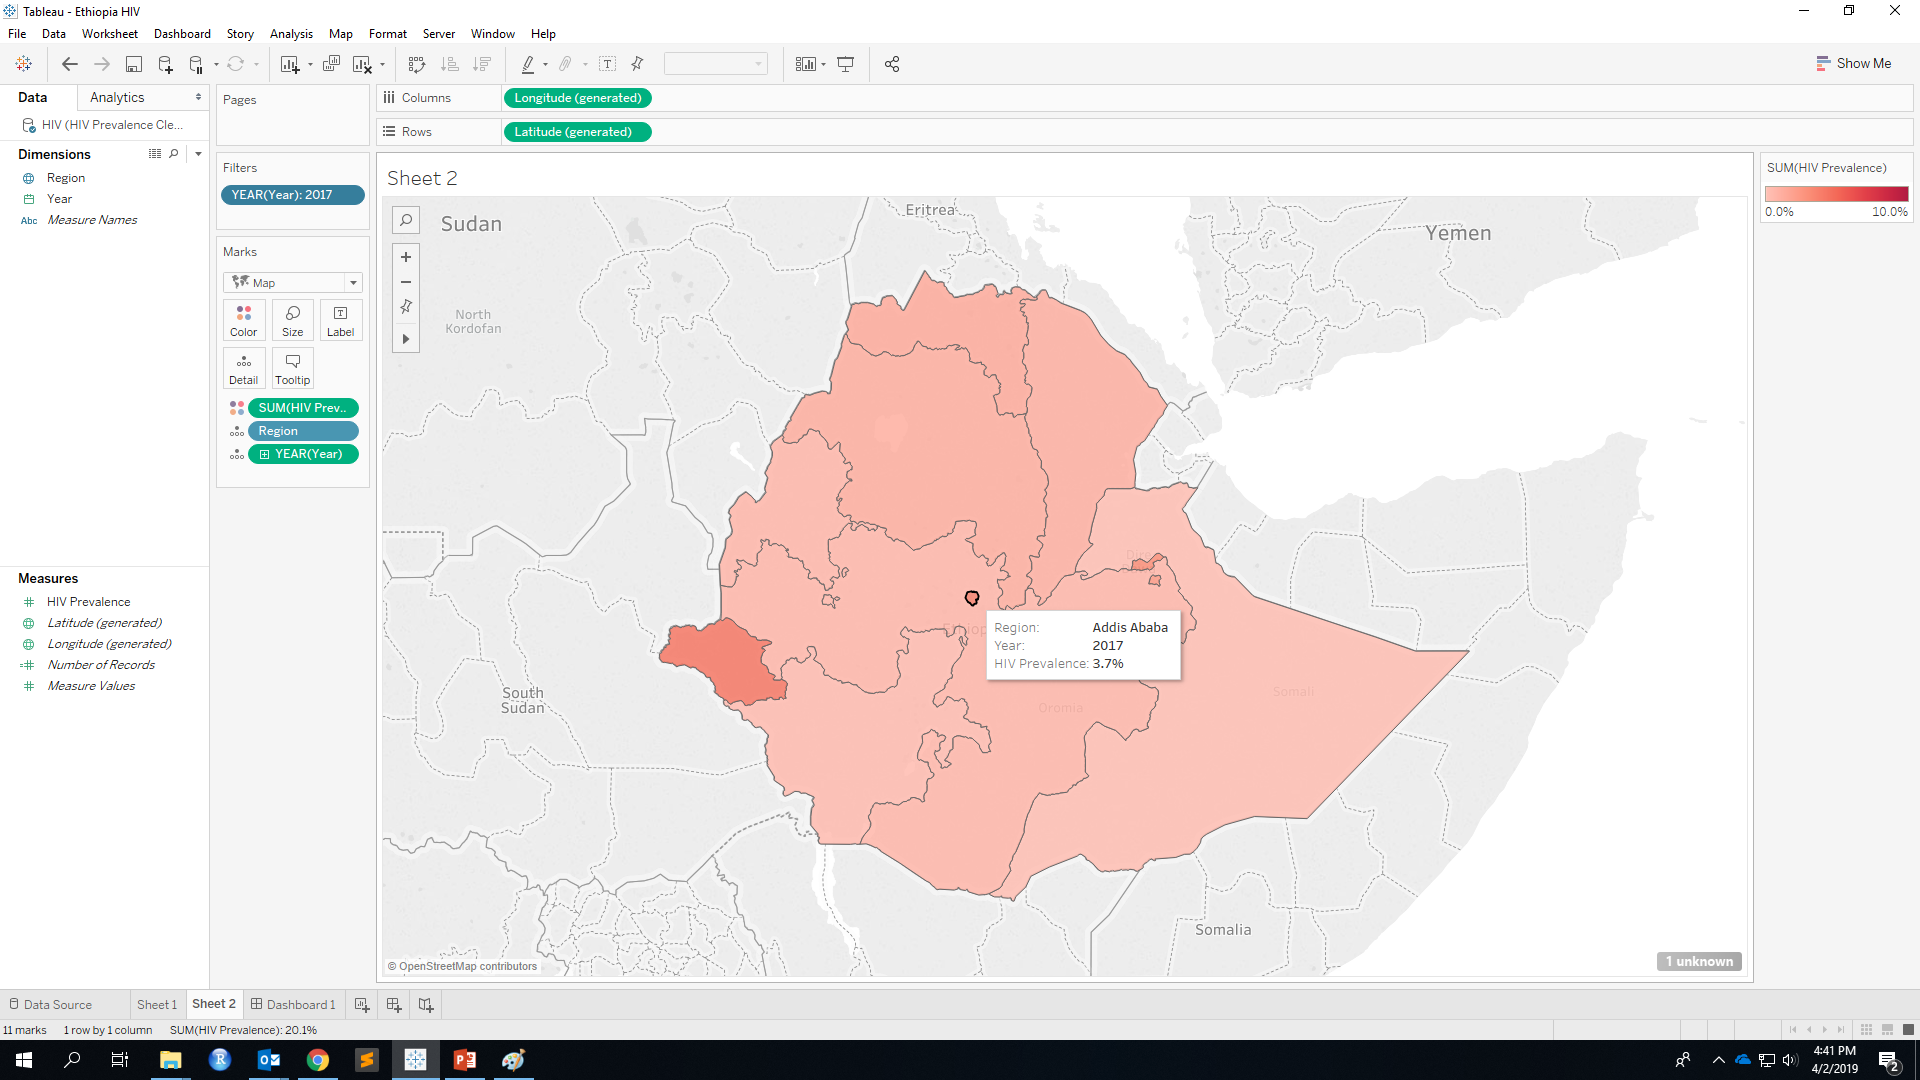 Tableau - Ethiopia HIV
File Data Worksheet Dashboard Story Analysis Map Format Server Window Help
Show Me
Data Analytics
HIV (HIV Prevalence Cle...
Dimensions
Region
Year
Abc Measure Names
Measures
HIV Prevalence
Latitude (generated)
Longitude (generated)
Number of Records
Measure Values
Pages
Filters
YEAR(Year): 2017
Marks
Map
Color Size Label
Detail Tooltip
SUM(HIV Prev..
Region
YEAR(Year)
Columns Longitude (generated)
Rows Latitude (generated)
Sheet 2
Sudan
Eritrea
Yemen
North
Kordofan
South
Sudan
Somali
Oromia
Somalia
Region: Addis Ababa
Year: 2017
HIV Prevalence: 3.7%
© OpenStreetMap contributors
1 unknown
SUM(HIV Prevalence)
0.0% 10.0%
Data Source Sheet 1 Sheet 2 Dashboard 1
11 marks 1 row by 1 column SUM(HIV Prevalence): 20.1%
4:41 PM
4/2/2019
2